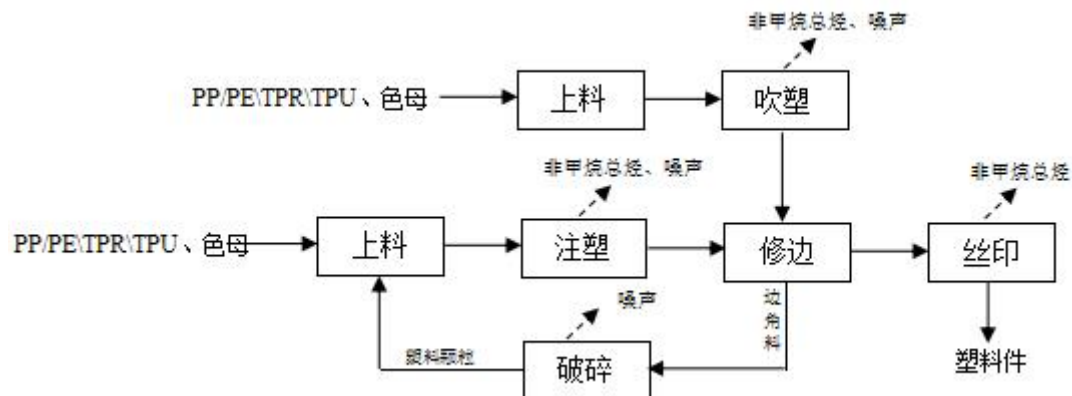 非甲烷总烃、噪声
PP/PE\TPR\TPU、色母
上料
吹塑
非甲烷总烃、噪声
非甲烷总烃
PP/PE\TPR\TPU、色母
上料
注塑
修边
丝印
噪声
边角料
塑料颗粒
破碎
塑料件